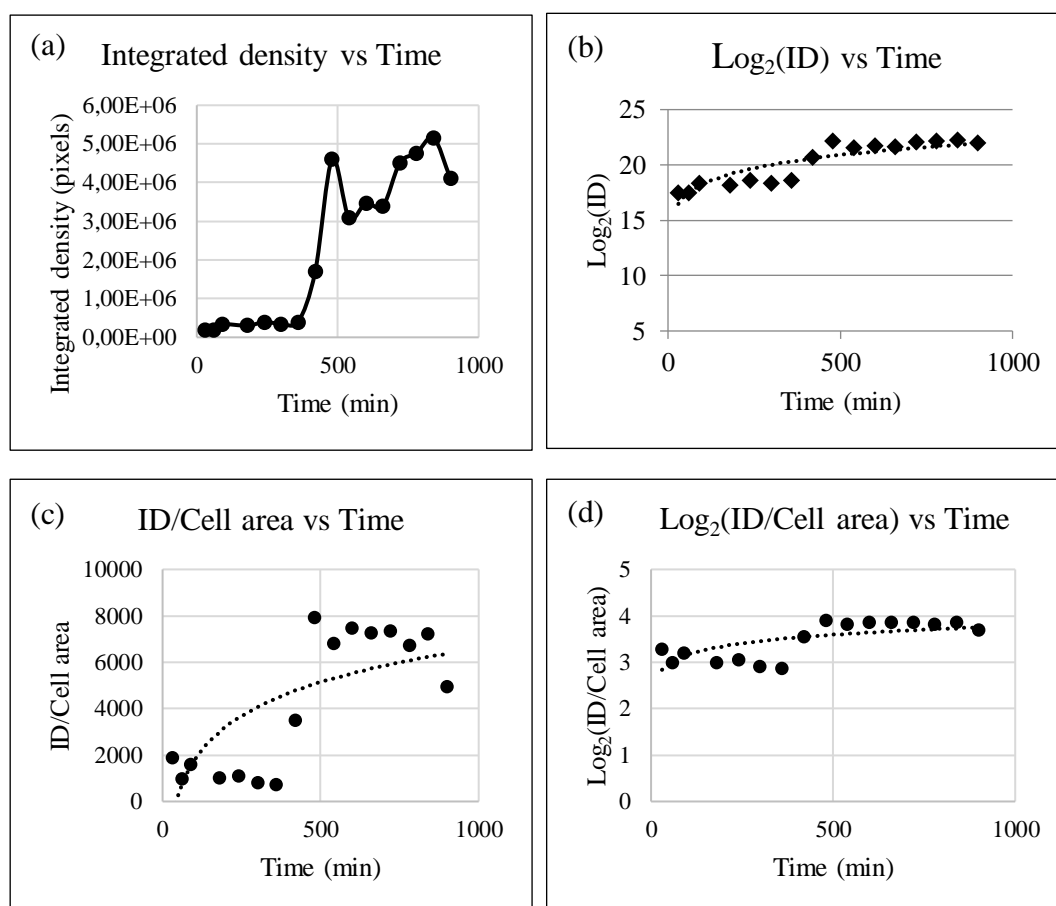 (a)
Integrated density vs Time
Integrated density (pixels)
6,00E+06
5,00E+06
4,00E+06
3,00E+06
2,00E+06
1,00E+06
0,00E+00
0
500
1000
Time (min)
(b)
Log₂(ID) vs Time
Log₂(ID)
25
20
15
10
5
0
500
1000
Time (min)
(c)
ID/Cell area vs Time
ID/Cell area
10000
8000
6000
4000
2000
0
0
500
1000
Time (min)
(d)
Log₂(ID/Cell area) vs Time
Log₂(ID/Cell area)
5
4
3
2
1
0
0
500
1000
Time (min)